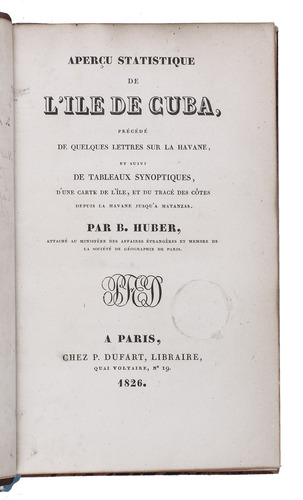 APERÇU STATISTIQUE
DE
L'ILE DE CUBA,
PRÉCÉDÉ
DE QUELQUES LETTRES SUR LA HAVANE,
ET SUIVI
DE TABLEAUX SYNOPTIQUES,
D'UNE CARTE DE L'ÎLE, ET DU TRACÉ DES CÔTES
DEPUIS LA HAVANE JUSQU'A MATANZAS.
PAR B. HUBER,
ATTACHÉ AU MINISTÈRE DES AFFAIRES ÉTRANGÈRES ET MEMBRE DE
LA SOCIÉTÉ DE GÉOGRAPHIE DE PARIS.
A PARIS,
CHEZ P. DUFART, LIBRAIRE,
QUAI VOLTAIRE, Nº 19.
1826.